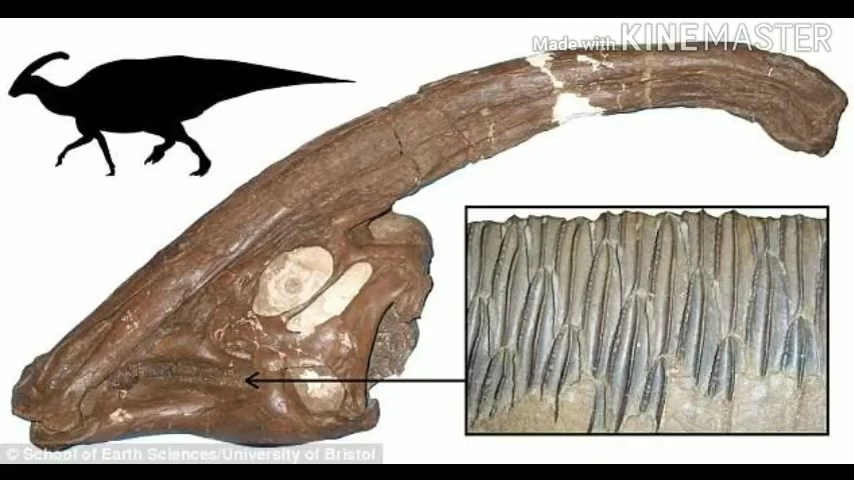 Made with KINEMASTER
© School of Earth Sciences/University of Bristol